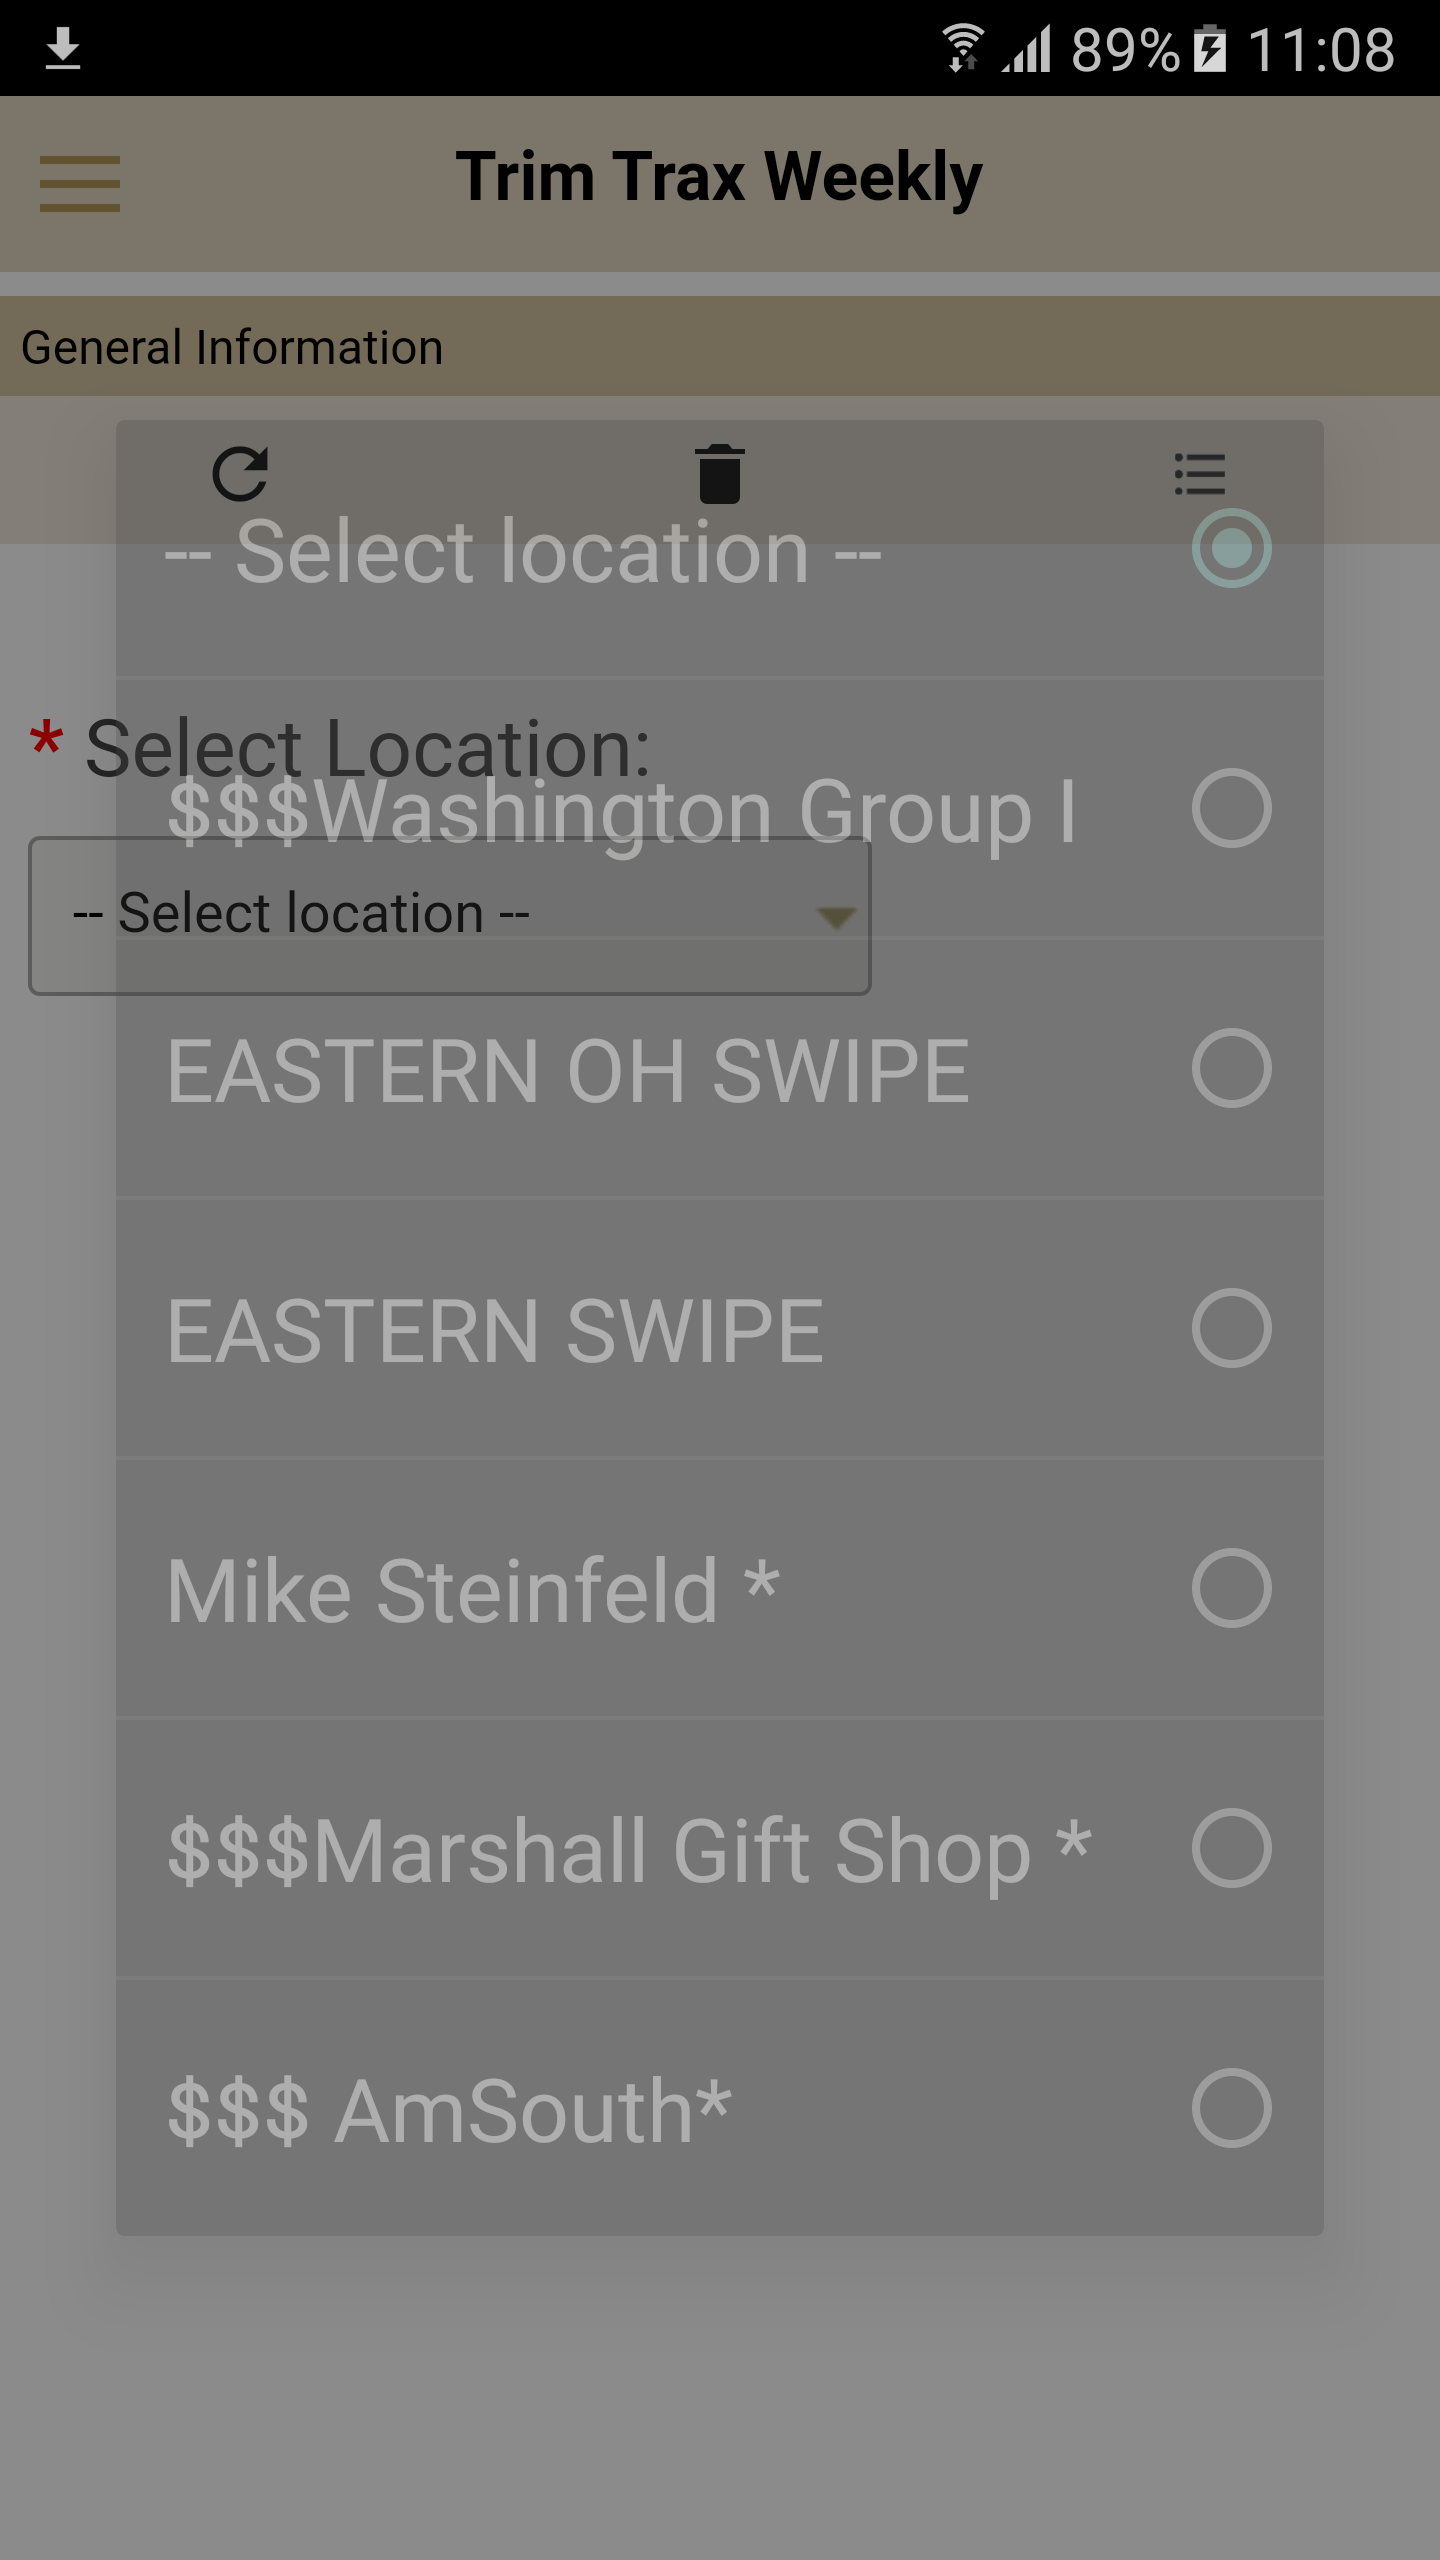 89% 11:08
Trim Trax Weekly
General Information
-- Select location --
* Select Location:
$$$Washington Group I
-- Select location --
EASTERN OH SWIPE
EASTERN SWIPE
Mike Steinfeld *
$$$Marshall Gift Shop *
$$$ AmSouth*